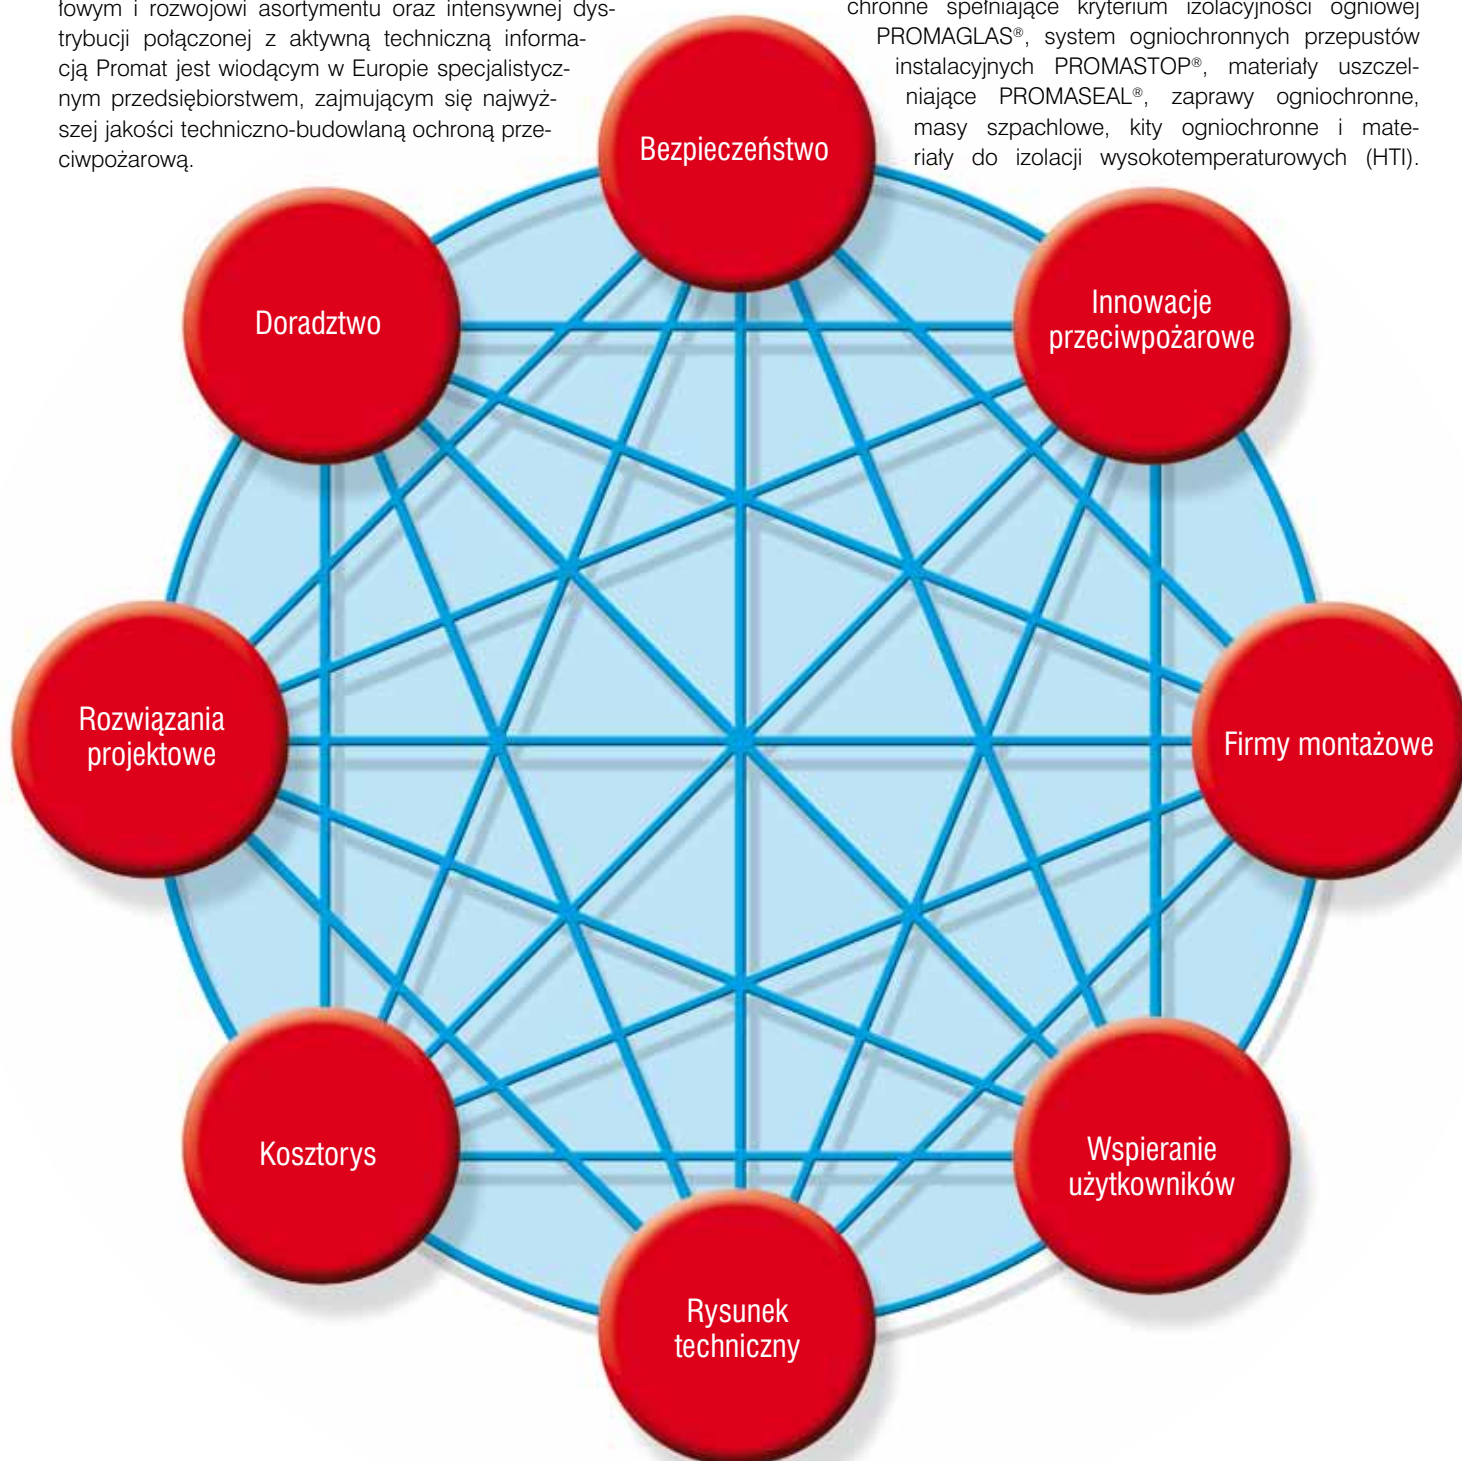 łowym i rozwojowi asortymentu oraz intensywnej dys-
trybucji połączonej z aktywną techniczną informa-
cją Promat jest wiodącym w Europie specjalistycz-
nym przedsiębiorstwem, zajmującym się najwyż-
szej jakości techniczno-budowlaną ochroną prze-
ciwpożarową.
chronne spełniające kryterium izolacyjności ogniowej
PROMAGLAS®, system ogniochronnych przepustów
instalacyjnych PROMASTOP®, materiały uszczel-
niające PROMASEAL®, zaprawy ogniochronne,
masy szpachlowe, kity ogniochronne i mate-
riały do izolacji wysokotemperaturowych (HTI).
Bezpieczeństwo
Doradztwo
Innowacje
przeciwpożarowe
Rozwiązania
projektowe
Firmy montażowe
Kosztorys
Wspieranie
użytkowników
Rysunek
techniczny